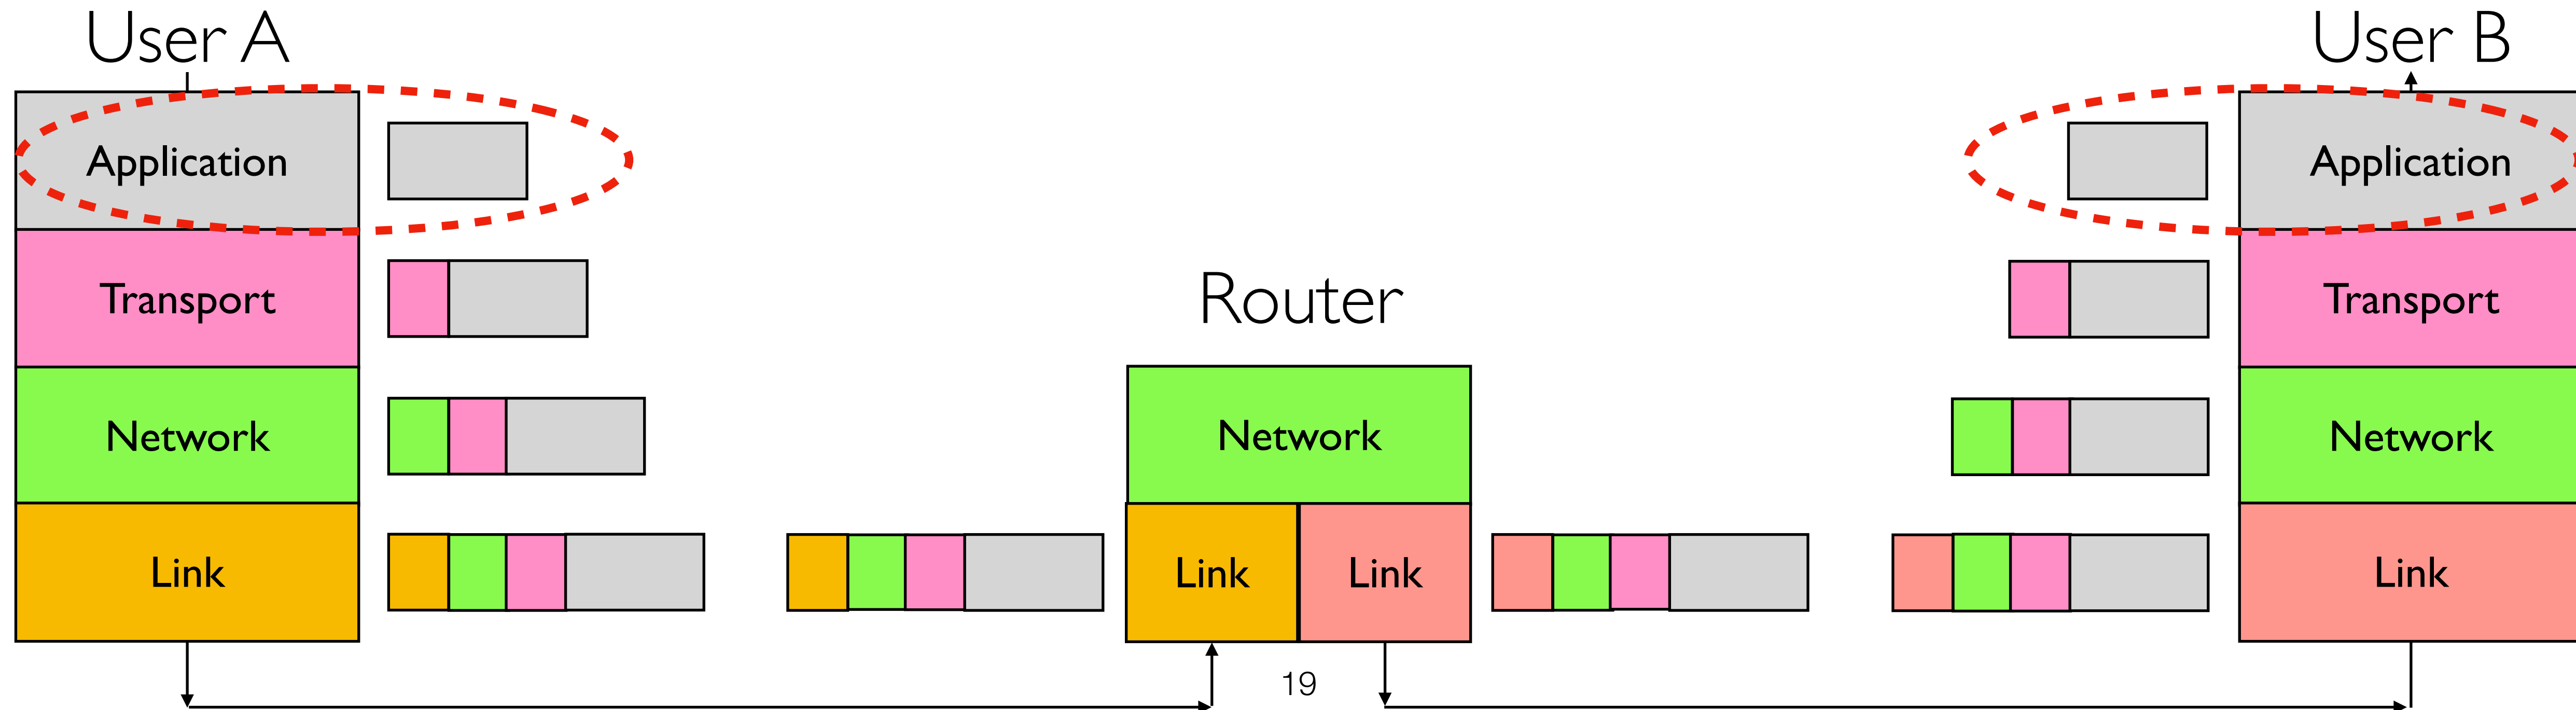 User A
User B
Application
Application
Transport
Transport
Router
Network
Network
Network
Link
Link
Link
Link
19